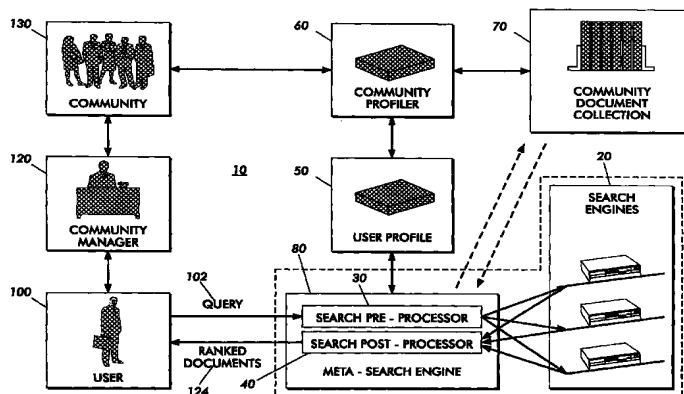 130
COMMUNITY
60
COMMUNITY
PROFILER
70
COMMUNITY
DOCUMENT
COLLECTION
120
COMMUNITY
MANAGER
10
50
USER PROFILE
20
SEARCH
ENGINES
100
USER
102
QUERY
RANKED
DOCUMENTS
124
80
30
SEARCH PRE - PROCESSOR
SEARCH POST - PROCESSOR
40
META - SEARCH ENGINE